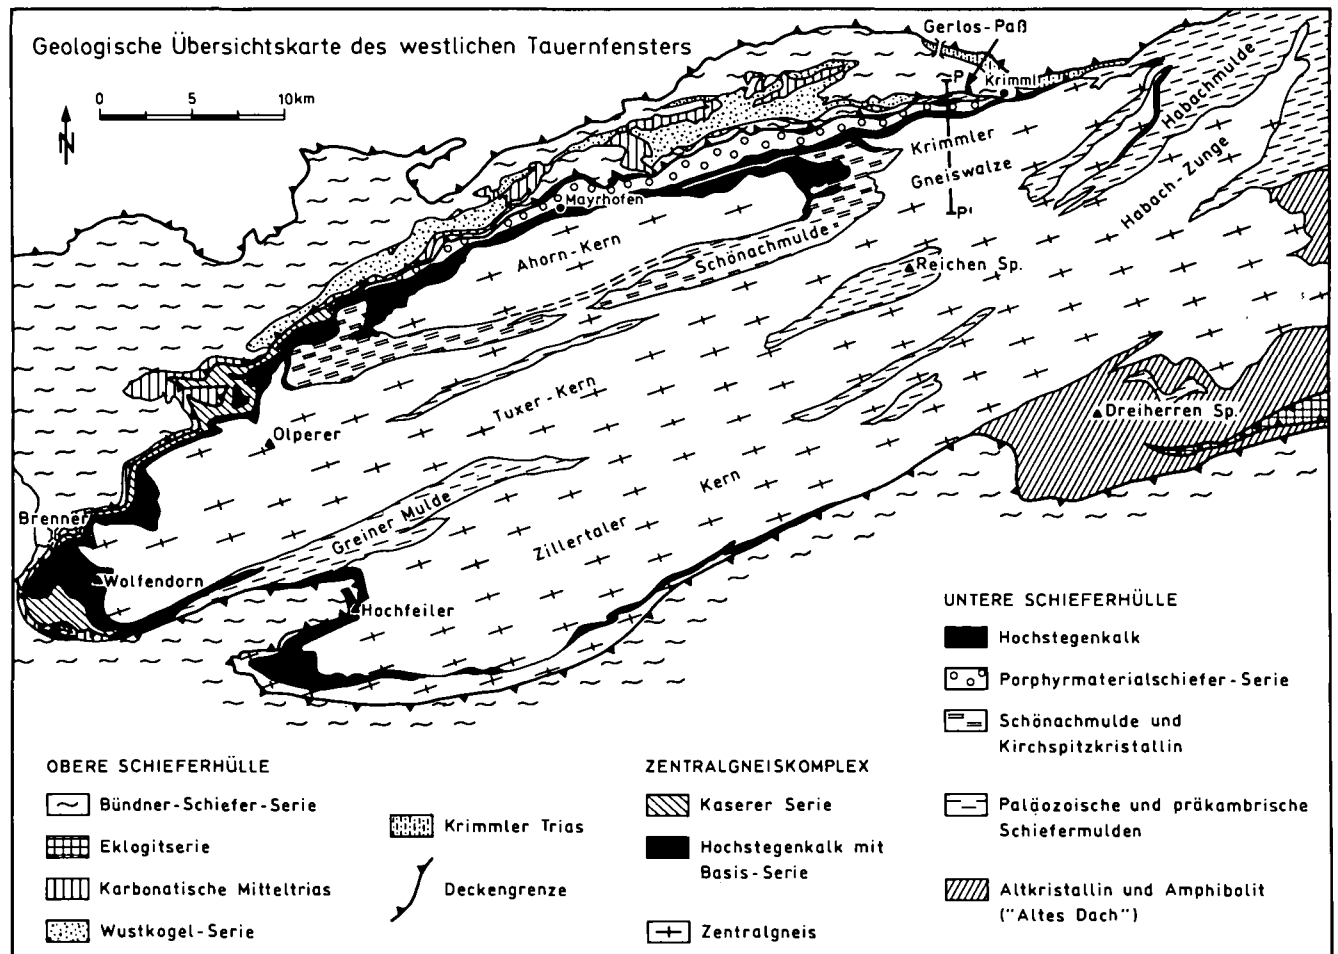 Geologische Übersichtskarte des westlichen Tauernfensters
0 5 10km
N
Gerlos-Paß
P
Krimml
Habachmulde
Krimmler
Gneiswalze
P'
Habach-Zunge
Mayrhofen
Ahorn-Kern
Schönachmulde
Reichen Sp.
Tuxer-Kern
Dreiherren Sp.
Olperer
Kern
Zillertaler
Greiner Mulde
Brenner
Wolfendorn
Hochfeiler
UNTERE SCHIEFERHÜLLE
Hochstegenkalk
Porphyrmaterialschiefer-Serie
Schönachmulde und
Kirchspitzkristallin
Paläozoische und präkambrische
Schiefermulden
Altkristallin und Amphibolit
("Altes Dach")
OBERE SCHIEFERHÜLLE
Bündner-Schiefer-Serie
Eklogitserie
Karbonatische Mitteltrias
Wustkogel-Serie
Krimmler Trias
Deckengrenze
ZENTRALGNEISKOMPLEX
Kaserer Serie
Hochstegenkalk mit
Basis-Serie
Zentralgneis